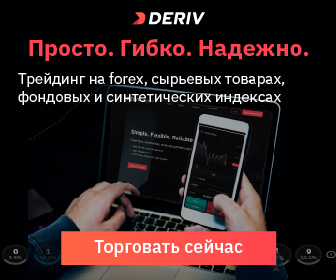 DERIV
Просто. Гибко. Надежно.
Трейдинг на forex, сырьевых товарах,
фондовых и синтетических индексах
Simple. Flexible. Reliable
Торговать сейчас